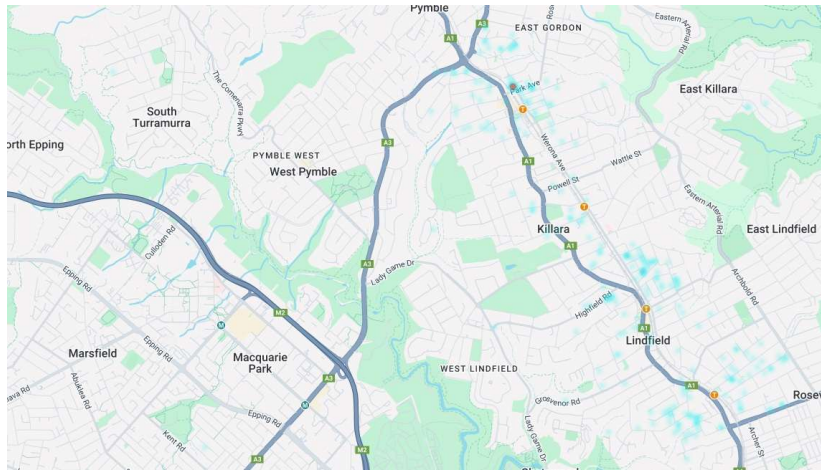 Pymble
A3
EAST GORDON
Eastern Arterial Rd
A1
The Comenarra Pkwy
East Killara
Park Ave
T
South
Turramurra
A3
Werona Ave
PYMBLE WEST
West Pymble
A1
Wattle St
Powell St
Eastern Arterial Rd
T
Killara
East Lindfield
Culloden Rd
A1
A3
Lady Game Dr
Epping Rd
Archbold Rd
Highfield Rd
T
M2
M
A1
Lindfield
Marsfield
Epping Rd
Macquarie
Park
WEST LINDFIELD
A3
A1
T
Abuklea Rd
M
Grosvenor Rd
Epping Rd
Lady Game Dr
Kent Rd
Archer St
A3
M2